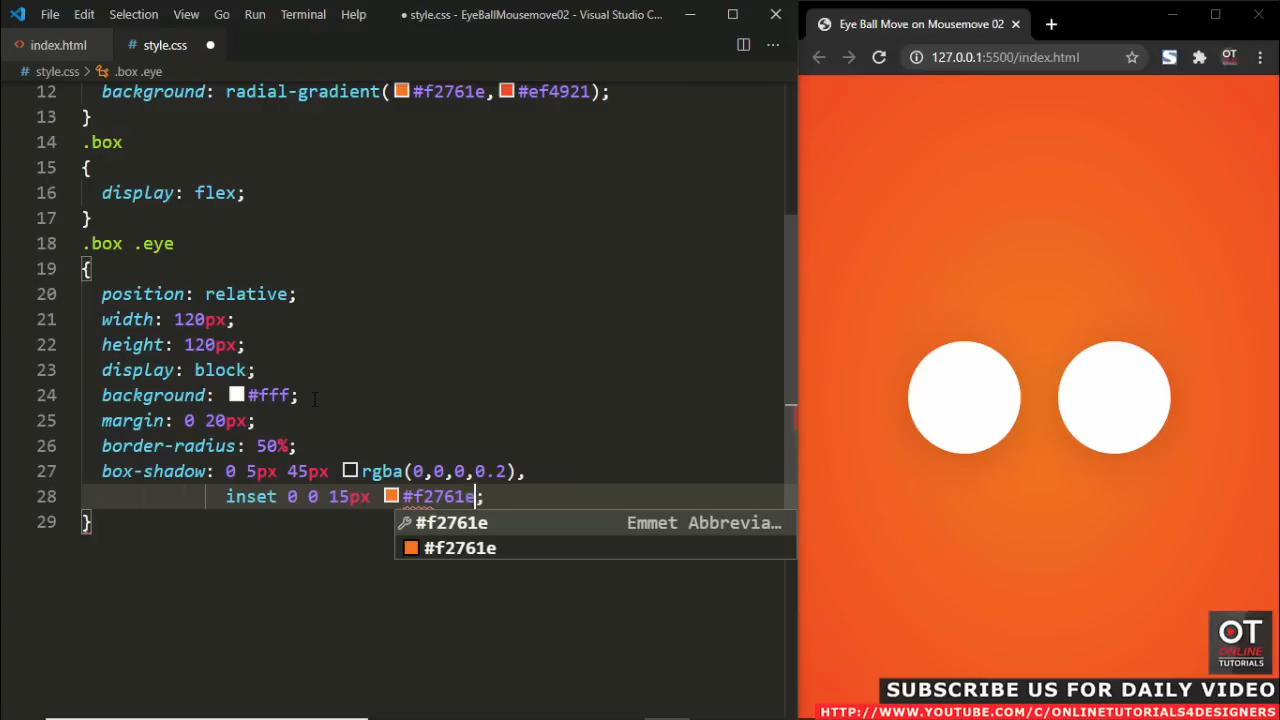 File Edit Selection View Go Run Terminal Help ● style.css - EyeBallMousemove02 - Visual Studio C...
index.html style.css
style.css > .box .eye
12 background: radial-gradient(#f2761e,#ef4921);
13 }
14 .box
15 {
16 display: flex;
17 }
18 .box .eye
19 {
20 position: relative;
21 width: 120px;
22 height: 120px;
23 display: block;
24 background: #fff;
25 margin: 0 20px;
26 border-radius: 50%;
27 box-shadow: 0 5px 45px rgba(0,0,0,0.2),
28 inset 0 0 15px #f2761e;
29 }
#f2761e Emmet Abbrevia...
#f2761e
Eye Ball Move on Mousemove 02
127.0.0.1:5500/index.html
OT
ONLINE
TUTORIALS
SUBSCRIBE US FOR DAILY VIDEO
HTTP://WWW.YOUTUBE.COM/C/ONLINETUTORIALS4DESIGNERS